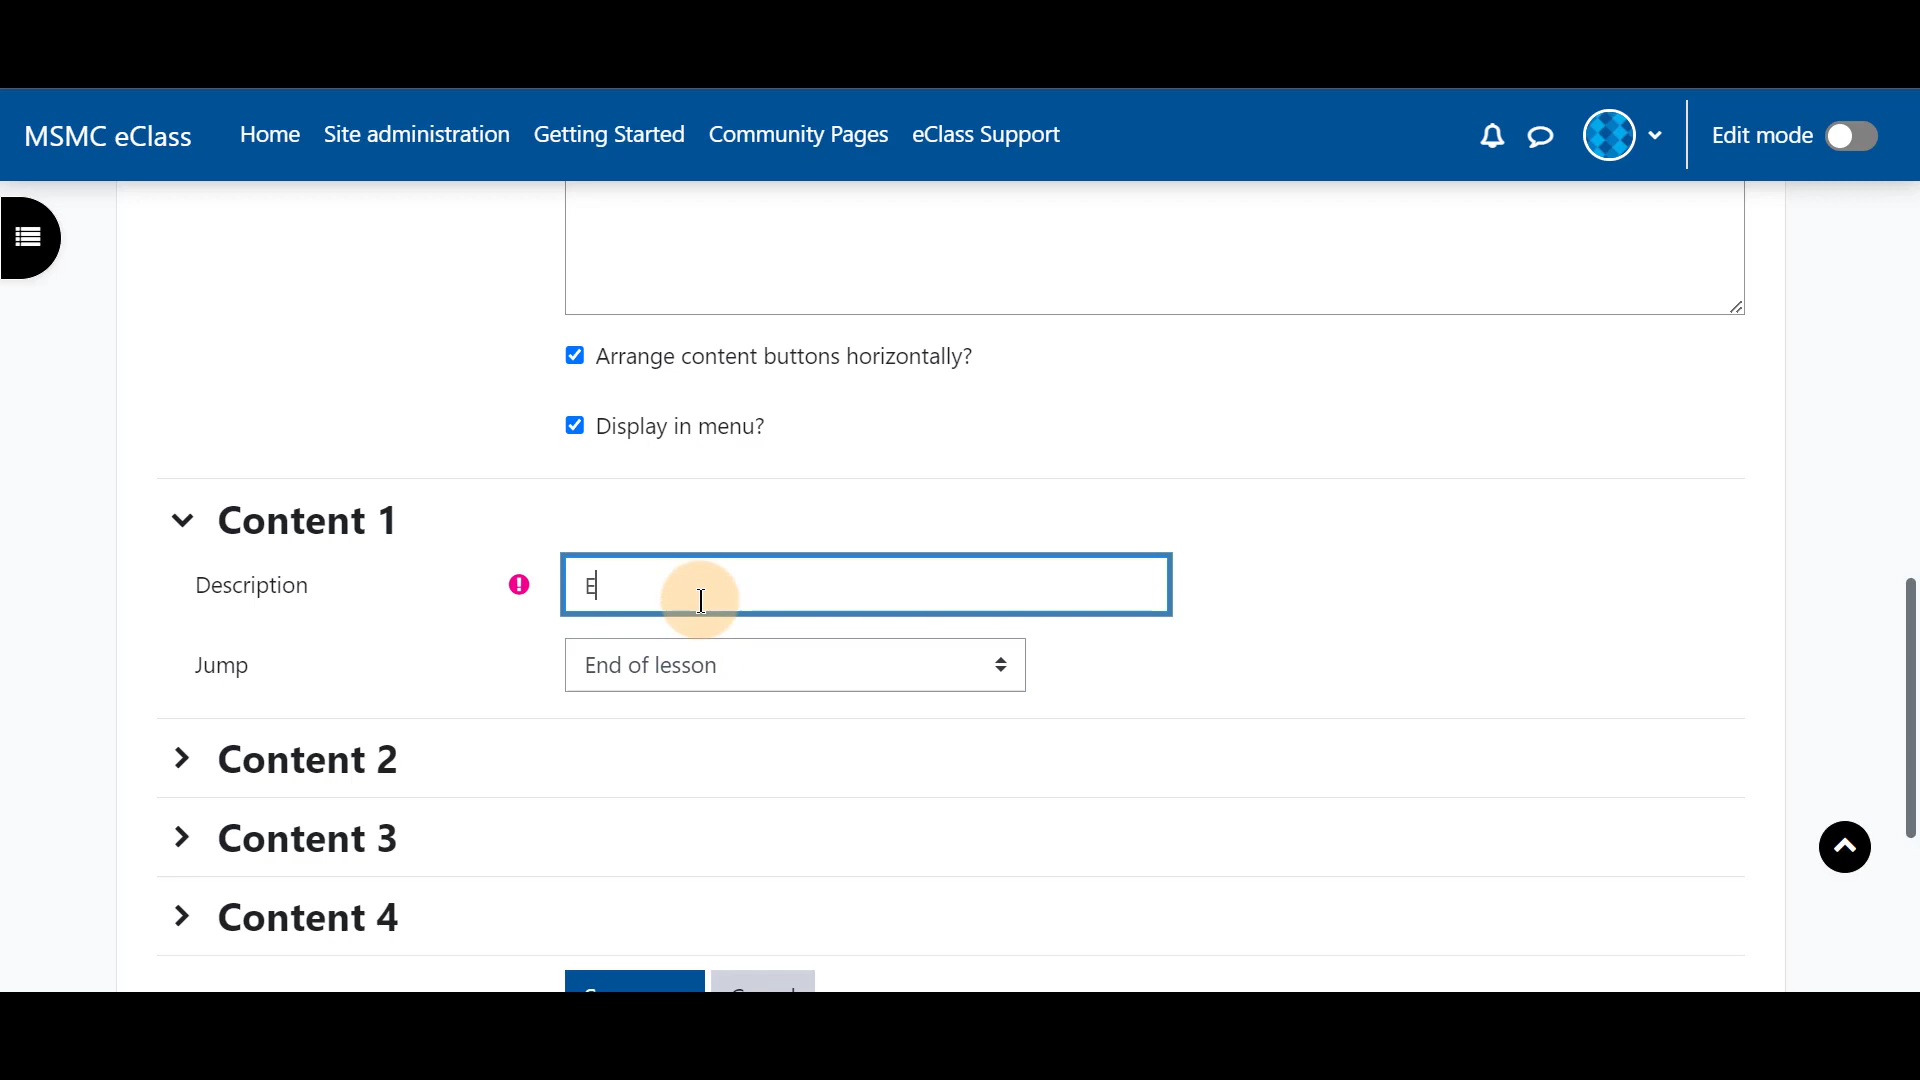 MSMC eClass Home Site administration Getting Started Community Pages eClass Support Edit mode
Arrange content buttons horizontally?
Display in menu?
Content 1
Description E
Jump End of lesson
Content 2
Content 3
Content 4